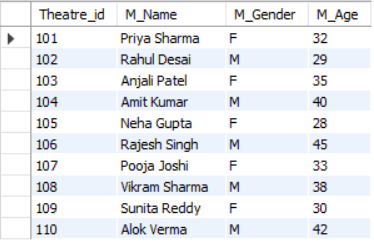 Theatre_id M_Name M_Gender M_Age
101 Priya Sharma F 32
102 Rahul Desai M 29
103 Anjali Patel F 35
104 Amit Kumar M 40
105 Neha Gupta F 28
106 Rajesh Singh M 45
107 Pooja Joshi F 33
108 Vikram Sharma M 38
109 Sunita Reddy F 30
110 Alok Verma M 42